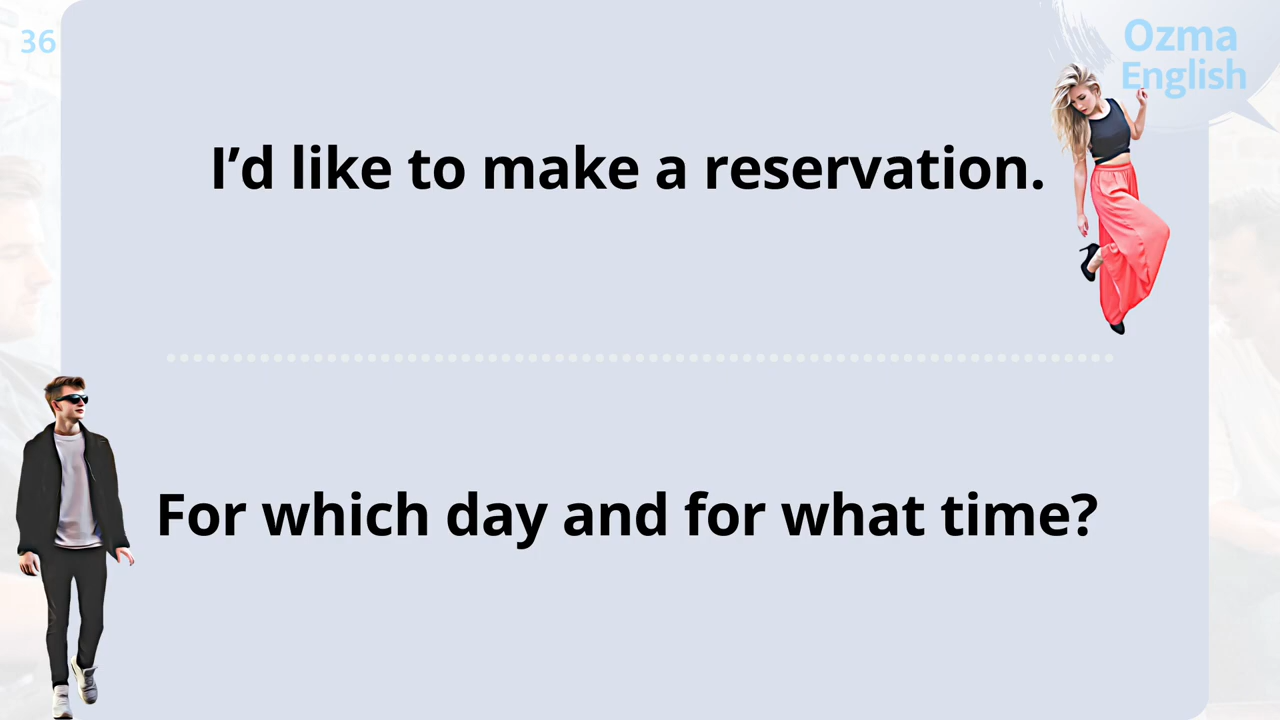 36
Ozma
English
I’d like to make a reservation.
For which day and for what time?